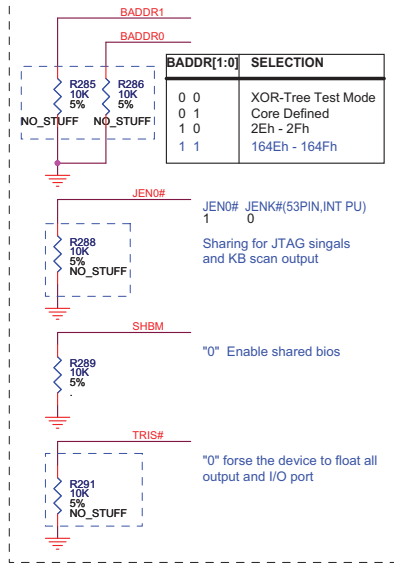 BADDR1
BADDR0
R285
10K
5%
NO_STUFF
R286
10K
5%
NO_STUFF
BADDR[1:0] SELECTION
0 0 XOR-Tree Test Mode
0 1 Core Defined
1 0 2Eh - 2Fh
1 1 164Eh - 164Fh
JEN0#
R288
10K
5%
NO_STUFF
JEN0# JENK#(53PIN,INT PU)
1 0
Sharing for JTAG singals
and KB scan output
SHBM
R289
10K
5%
.
"0" Enable shared bios
TRIS#
R291
10K
5%
NO_STUFF
"0" forse the device to float all
output and I/O port